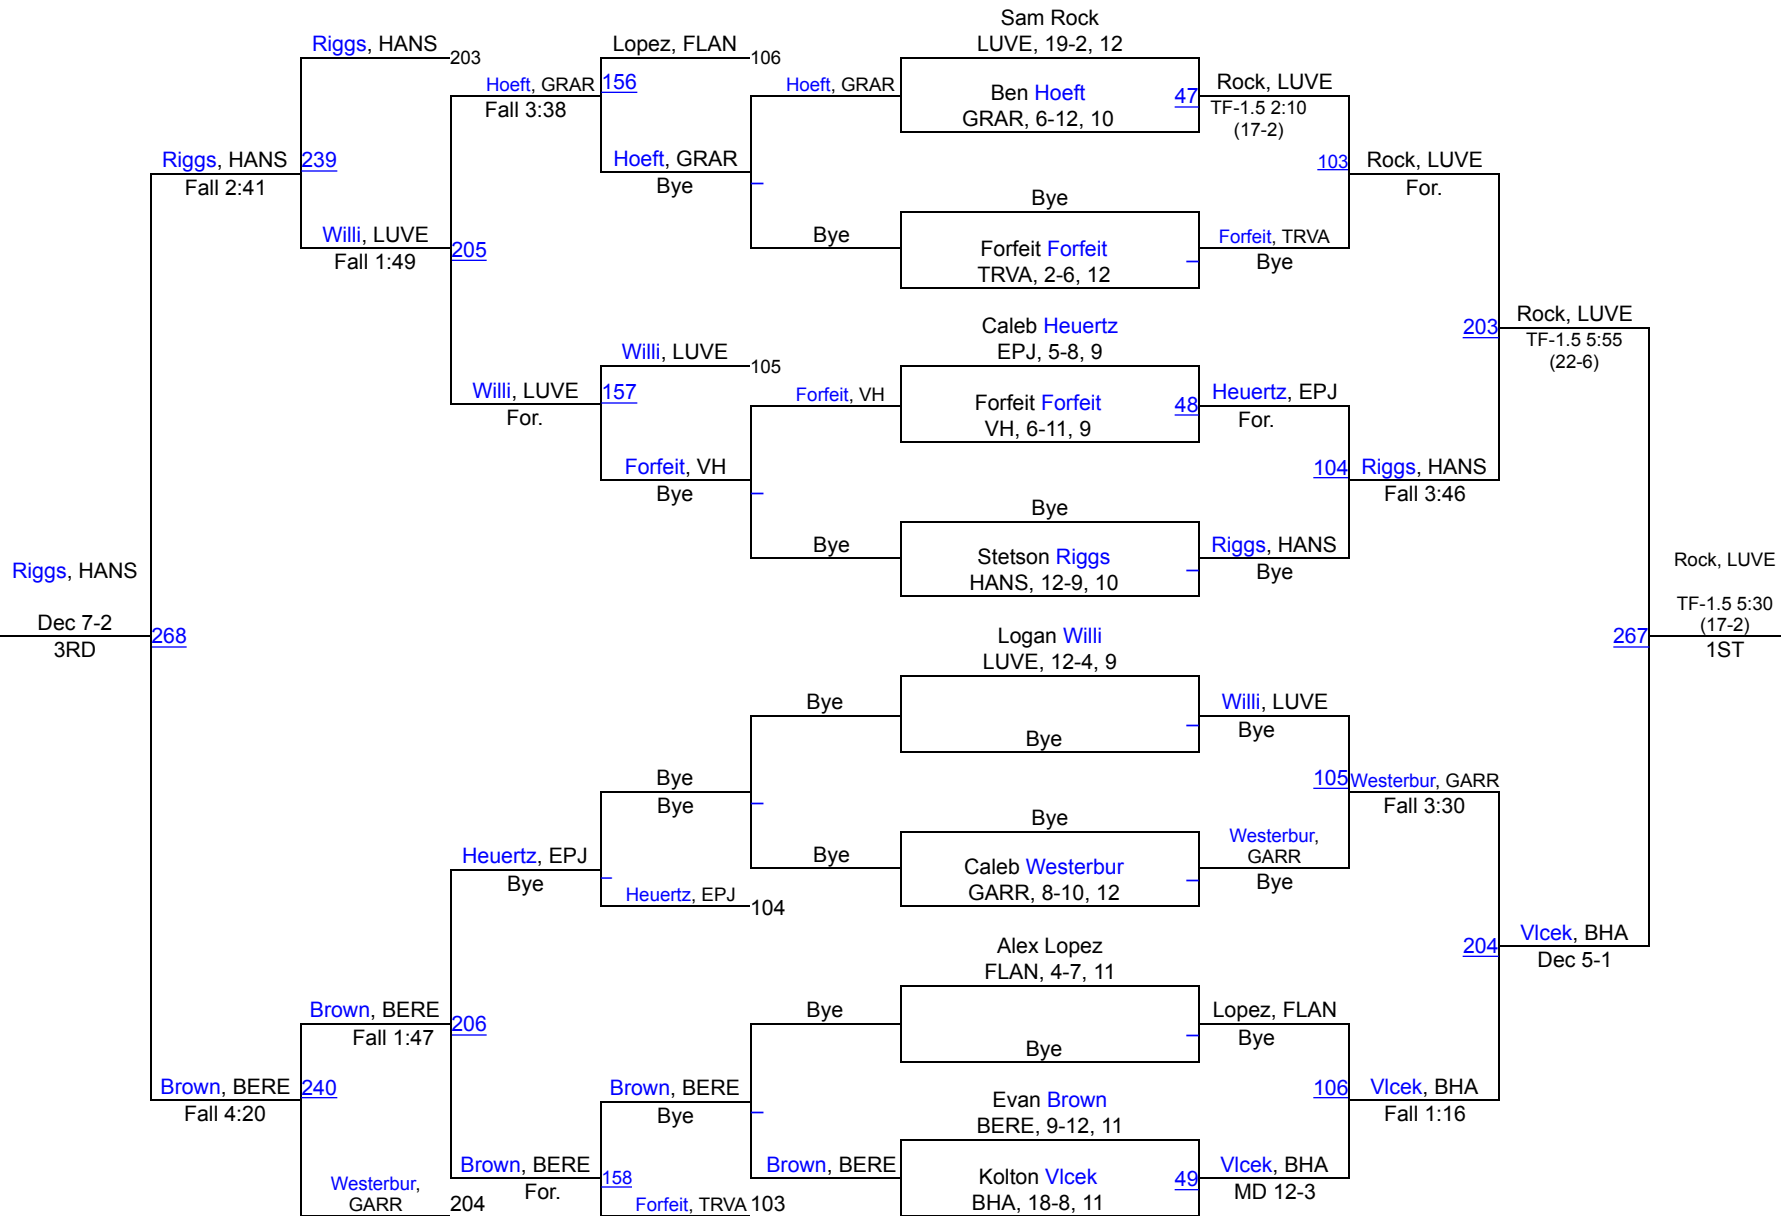 Sam Rock
LUVE, 19-2, 12
Riggs, HANS
203
Lopez, FLAN
106
Hoeft, GRAR
156
Fall 3:38
Hoeft, GRAR
Ben Hoeft
GRAR, 6-12, 10
47
Rock, LUVE
TF-1.5 2:10
(17-2)
Riggs, HANS
239
Fall 2:41
Hoeft, GRAR
Bye
103
Rock, LUVE
For.
Bye
Willi, LUVE
Fall 1:49
205
Bye
Forfeit Forfeit
TRVA, 2-6, 12
Forfeit, TRVA
Bye
Caleb Heuertz
EPJ, 5-8, 9
203
Rock, LUVE
TF-1.5 5:55
(22-6)
Willi, LUVE
105
Willi, LUVE
157
For.
Forfeit, VH
Forfeit Forfeit
VH, 6-11, 9
48
Heuertz, EPJ
For.
Forfeit, VH
Bye
104
Riggs, HANS
Fall 3:46
Bye
Bye
Stetson Riggs
HANS, 12-9, 10
Riggs, HANS
Bye
Riggs, HANS
Dec 7-2
3RD
268
Rock, LUVE
TF-1.5 5:30
(17-2)
1ST
267
Logan Willi
LUVE, 12-4, 9
Bye
Willi, LUVE
Bye
Bye
Bye
Bye
105
Westerbur, GARR
Fall 3:30
Bye
Heuertz, EPJ
Bye
Bye
Caleb Westerbur
GARR, 8-10, 12
Westerbur,
GARR
Bye
Heuertz, EPJ
104
Alex Lopez
FLAN, 4-7, 11
204
Vlcek, BHA
Dec 5-1
Brown, BERE
206
Fall 1:47
Bye
Lopez, FLAN
Bye
Bye
Brown, BERE
240
Fall 4:20
Brown, BERE
Bye
106
Vlcek, BHA
Fall 1:16
Evan Brown
BERE, 9-12, 11
Brown, BERE
158
For.
Brown, BERE
Kolton Vlcek
BHA, 18-8, 11
49
Vlcek, BHA
MD 12-3
Westerbur,
GARR
204
Forfeit, TRVA
103